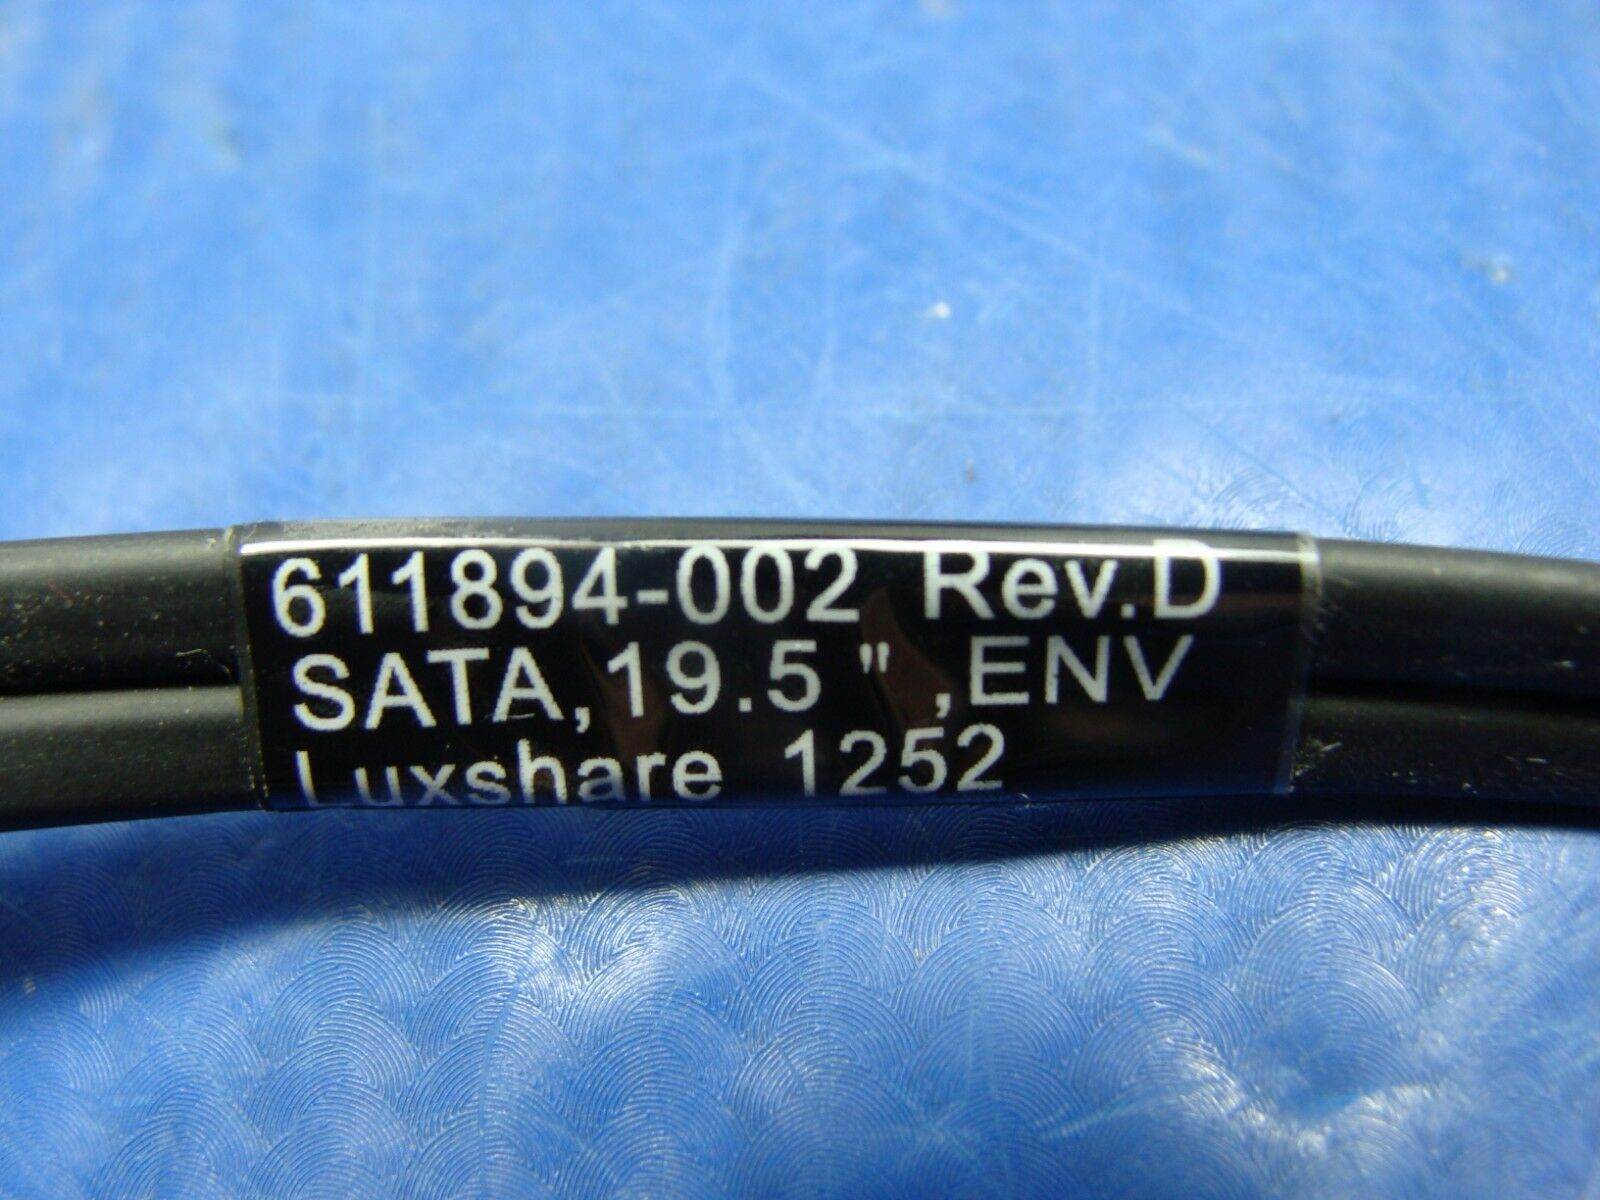 611894-002 Rev.D
SATA,19.5 " ,ENV
Luxshare 1252